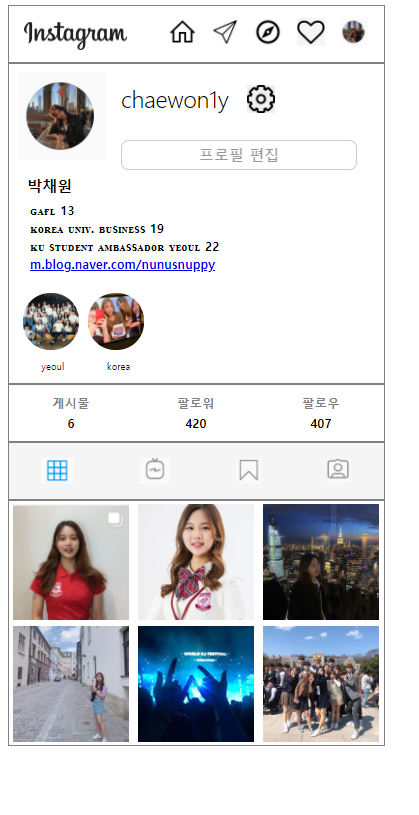 Instagram
chaewon1y
프로필 편집
박채원
GAFL 13
KOREA UNIV. BUSINESS 19
KU STUDENT AMBASSADOR YEOUL 22
m.blog.naver.com/nunusnuppy
yeoul korea
게시물 팔로워 팔로우
6 420 407
WORLD DJ FESTIVAL